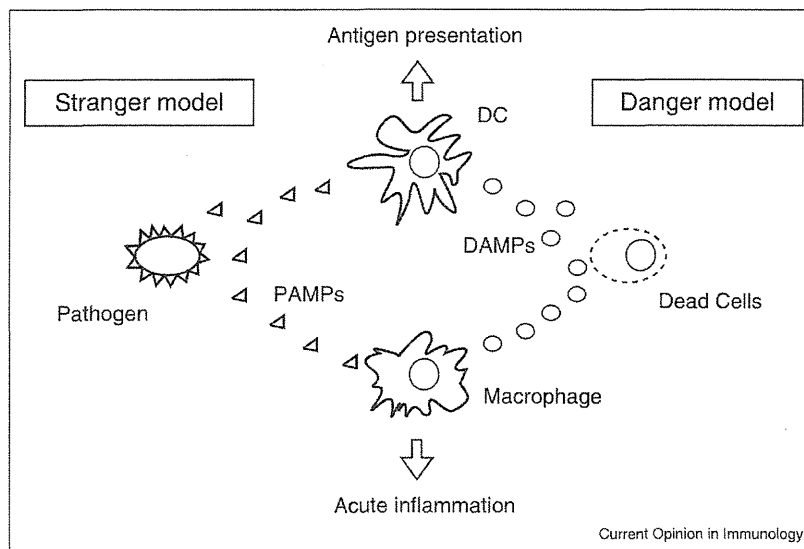 Antigen presentation
Stranger model
Danger model
DC
DAMPs
PAMPs
Pathogen
Dead Cells
Macrophage
Acute inflammation
Current Opinion in Immunology